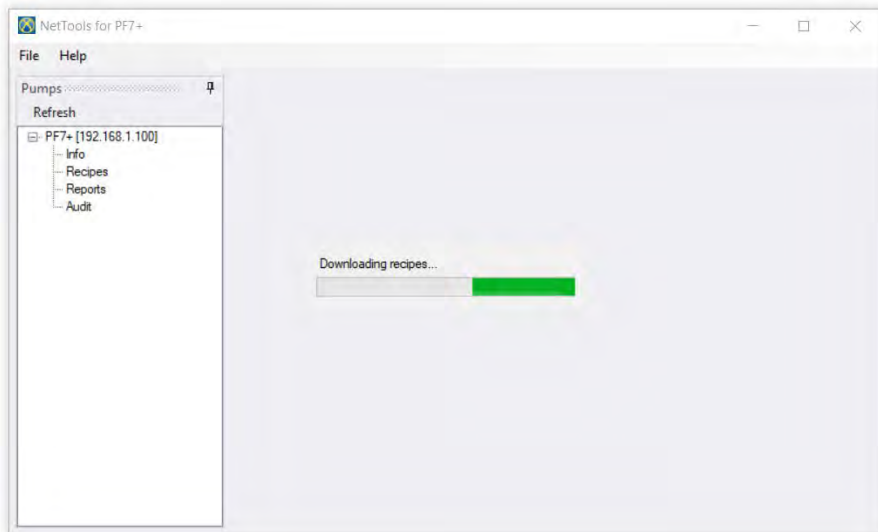 NetTools for PF7+
File Help
Pumps
Refresh
PF7+ [192.168.1.100]
Info
Recipes
Reports
Audit
Downloading recipes...